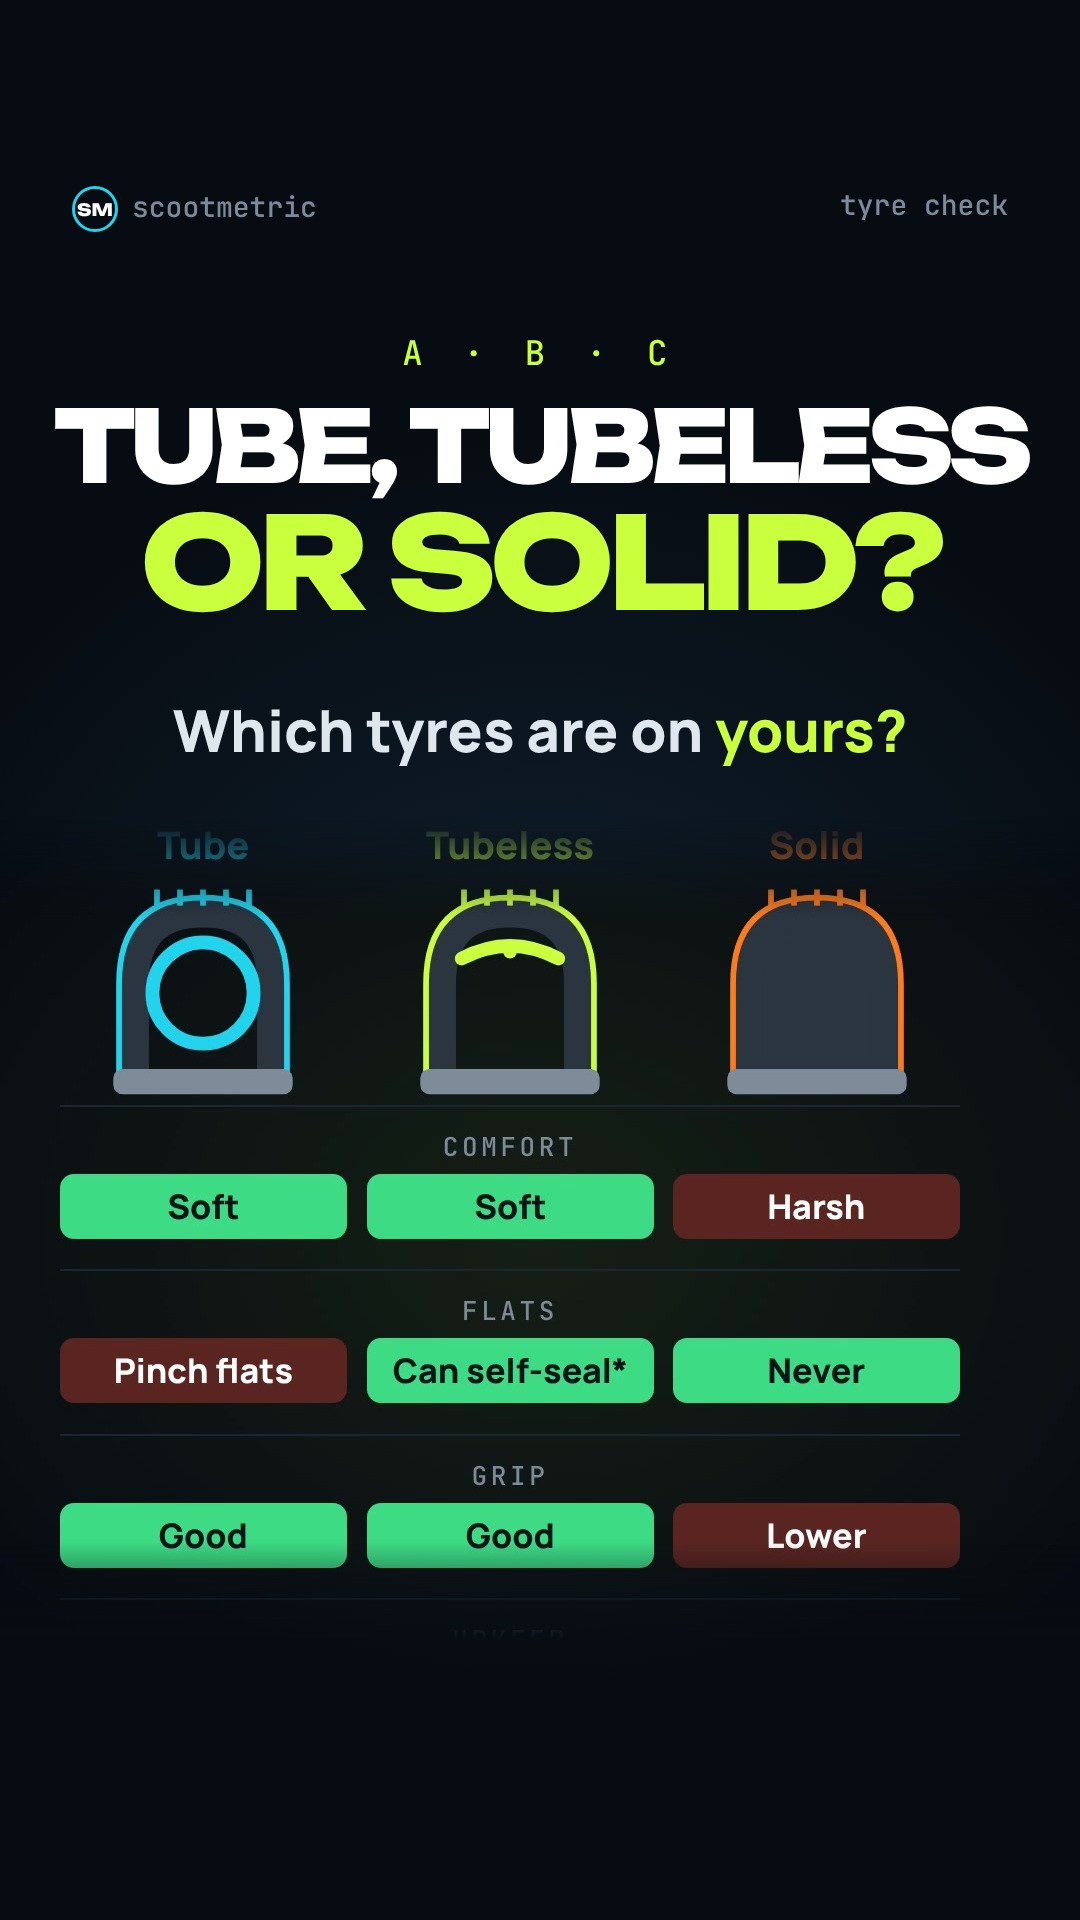 SM scootmetric
tyre check
A · B · C
TUBE, TUBELESS
OR SOLID?
Which tyres are on yours?
Tube Tubeless Solid
COMFORT
Soft Soft Harsh
FLATS
Pinch flats Can self-seal* Never
GRIP
Good Good Lower